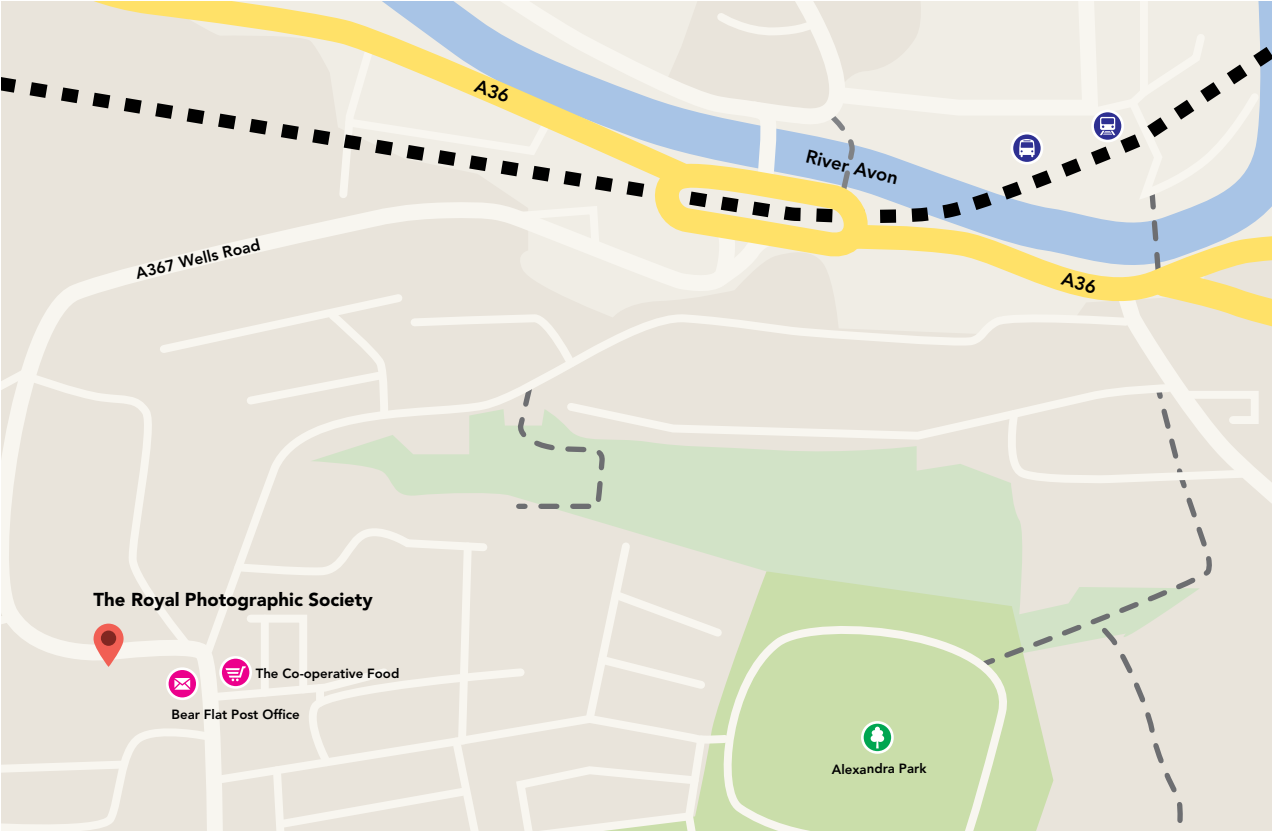 A36
River Avon
A367 Wells Road
A36
The Royal Photographic Society
The Co-operative Food
Bear Flat Post Office
Alexandra Park